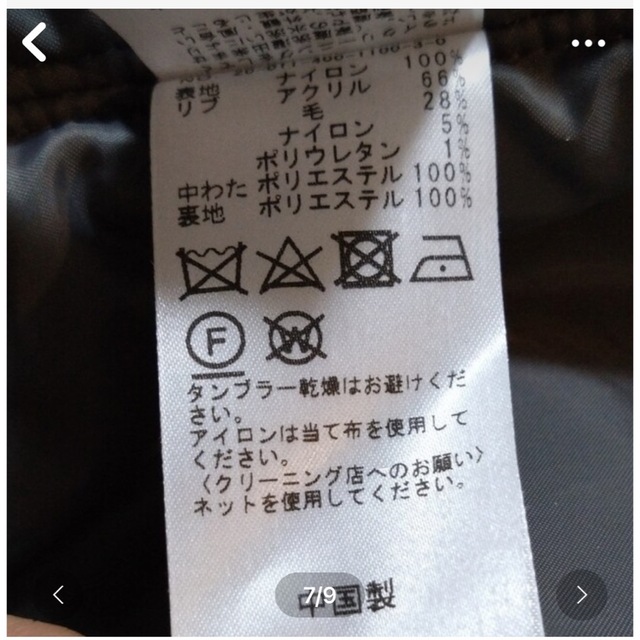 表地 ナイロン 100%
リブ アクリル 66%
毛 28%
ナイロン 5%
ポリウレタン 1%
中わた ポリエステル 100%
裏地 ポリエステル 100%
F
W
タンブラー乾燥はお避けくだ
さい。
アイロンは当て布を使用して
ください。
〈クリーニング店へのお願い〉
ネットを使用してください。
7/9
中国製